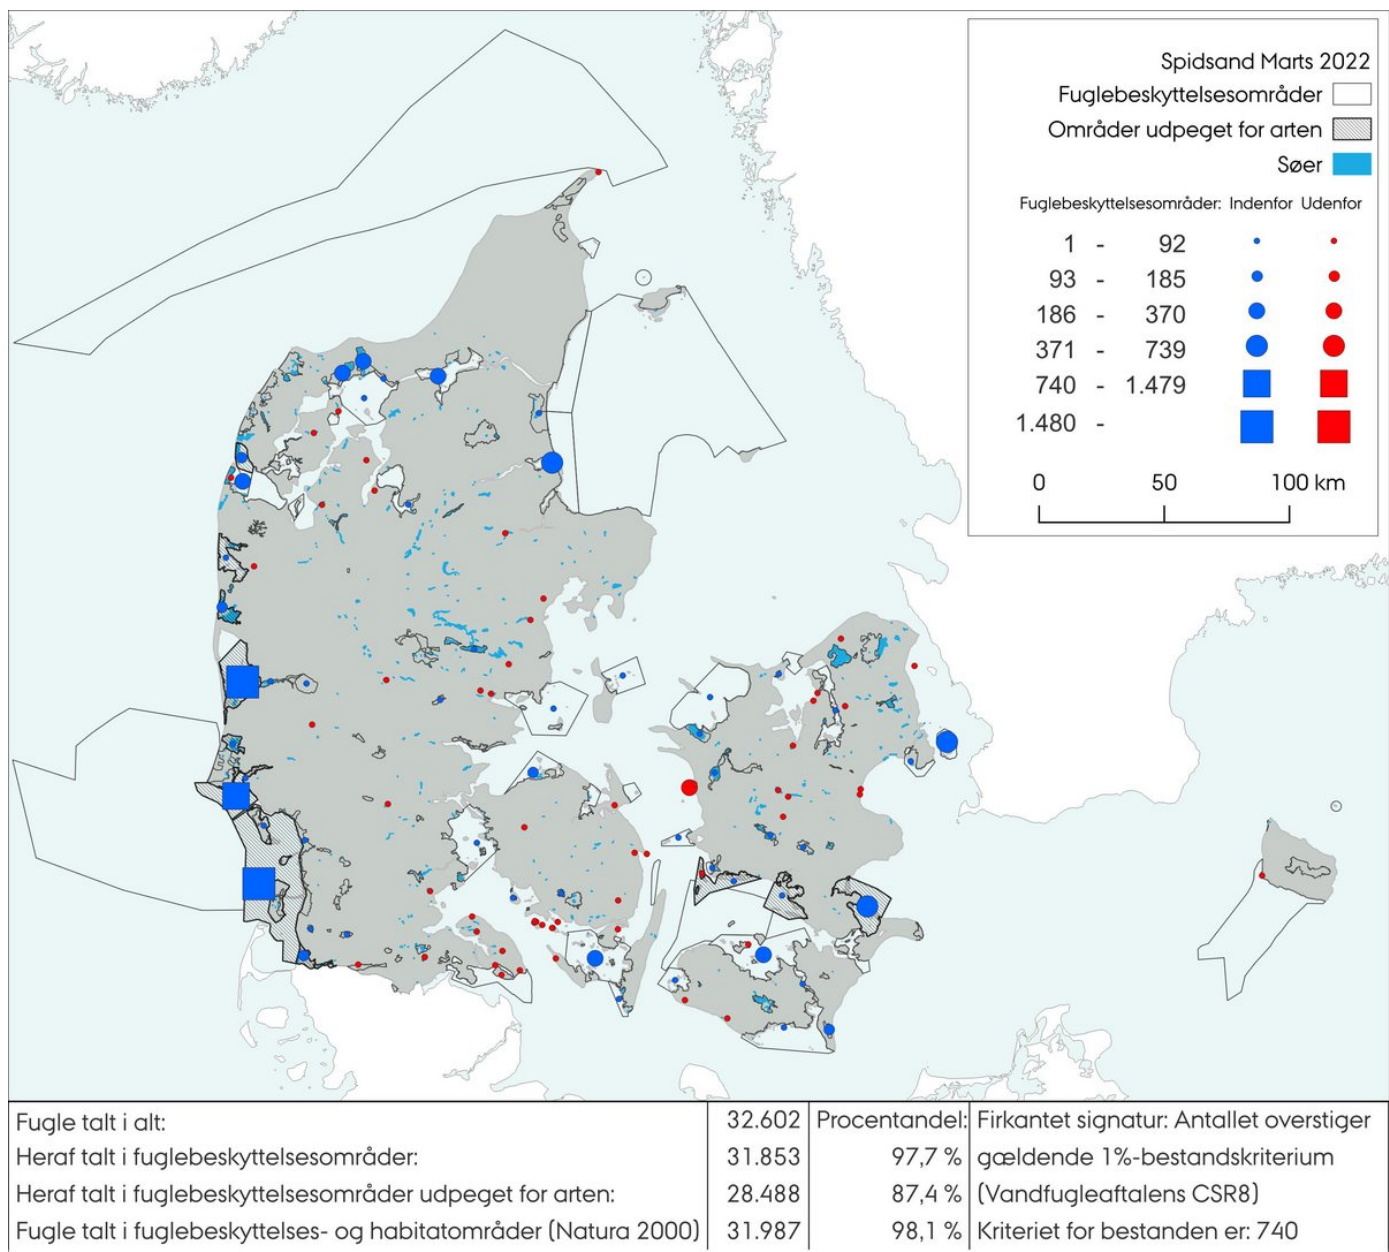 Spidsand Marts 2022
Fuglebeskyttelsesområder
Områder udpeget for arten
Søer
Fuglebeskyttelsesområder: Indenfor Udenfor
1 - 92
93 - 185
186 - 370
371 - 739
740 - 1.479
1.480 -
0 50 100 km
Fugle talt i alt: 32.602 Procentandel: Firkantet signatur: Antallet overstiger
Heraf talt i fuglebeskyttelsesområder: 31.853 97,7 % gældende 1%-bestandskriterium
Heraf talt i fuglebeskyttelsesområder udpeget for arten: 28.488 87,4 % (Vandfugleaftalens CSR8)
Fugle talt i fuglebeskyttelses- og habitatområder (Natura 2000) 31.987 98,1 % Kriteriet for bestanden er: 740